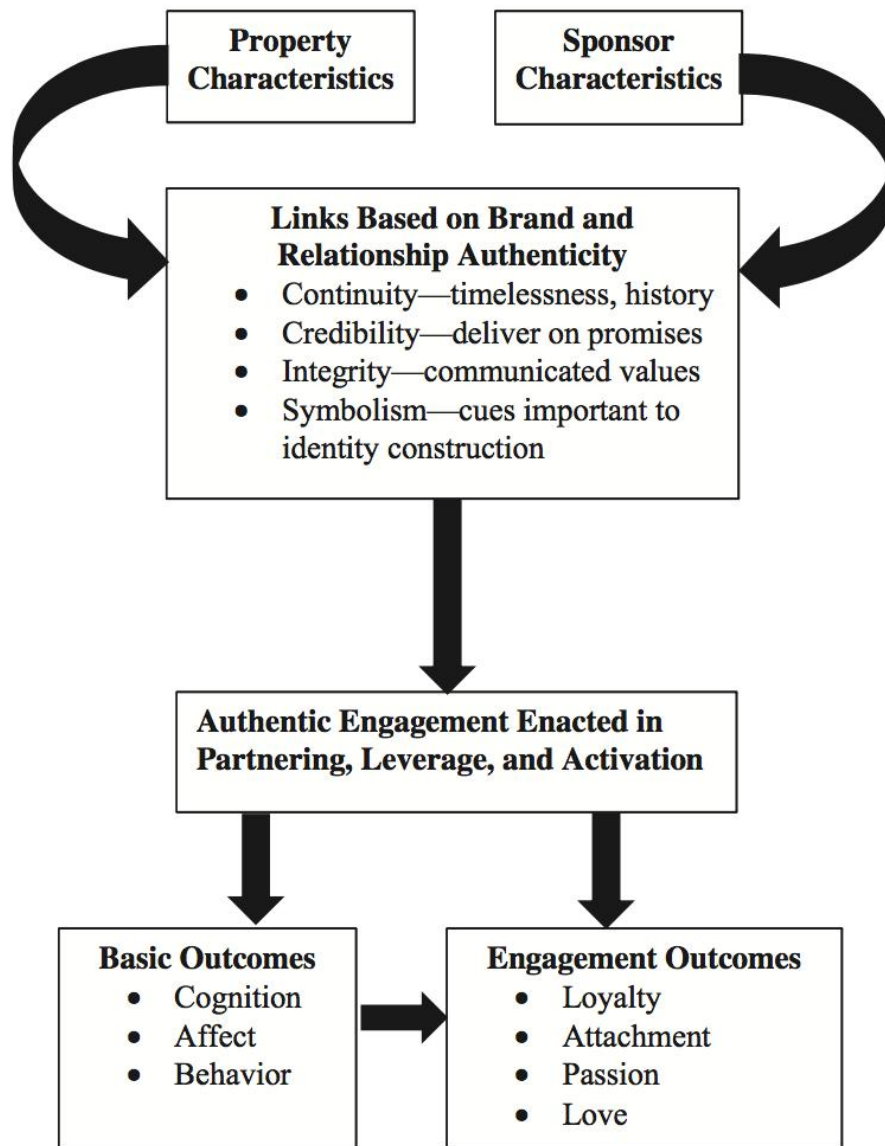 Property
Characteristics
Sponsor
Characteristics
Links Based on Brand and
Relationship Authenticity
• Continuity—timelessness, history
• Credibility—deliver on promises
• Integrity—communicated values
• Symbolism—cues important to
identity construction
Authentic Engagement Enacted in
Partnering, Leverage, and Activation
Basic Outcomes
• Cognition
• Affect
• Behavior
Engagement Outcomes
• Loyalty
• Attachment
• Passion
• Love